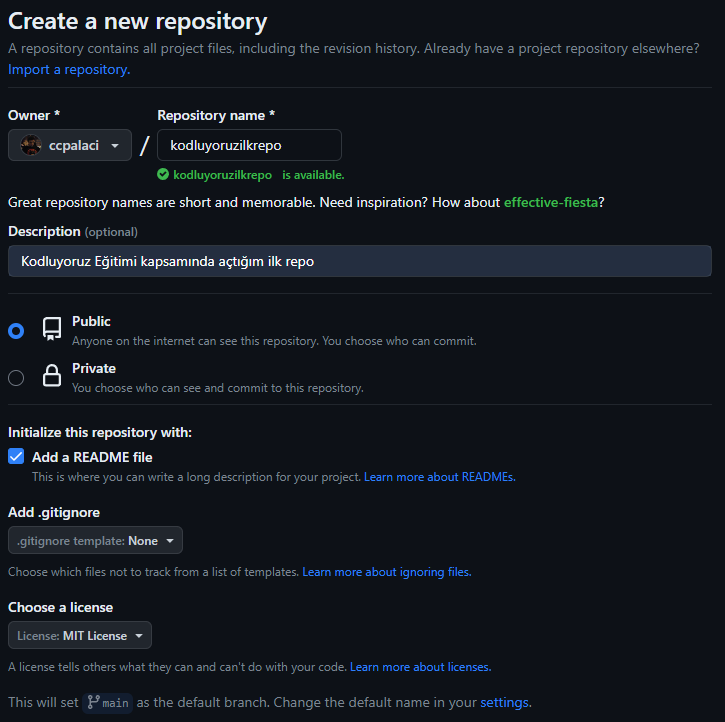 Create a new repository
A repository contains all project files, including the revision history. Already have a project repository elsewhere?
Import a repository.
Owner * Repository name *
ccpalaci / kodluyoruzilkrepo
kodluyoruzilkrepo is available.
Great repository names are short and memorable. Need inspiration? How about effective-fiesta?
Description (optional)
Kodluyoruz Eğitimi kapsamında açtığım ilk repo
Public
Anyone on the internet can see this repository. You choose who can commit.
Private
You choose who can see and commit to this repository.
Initialize this repository with:
Add a README file
This is where you can write a long description for your project. Learn more about READMEs.
Add .gitignore
.gitignore template: None
Choose which files not to track from a list of templates. Learn more about ignoring files.
Choose a license
License: MIT License
A license tells others what they can and can't do with your code. Learn more about licenses.
This will set main as the default branch. Change the default name in your settings.